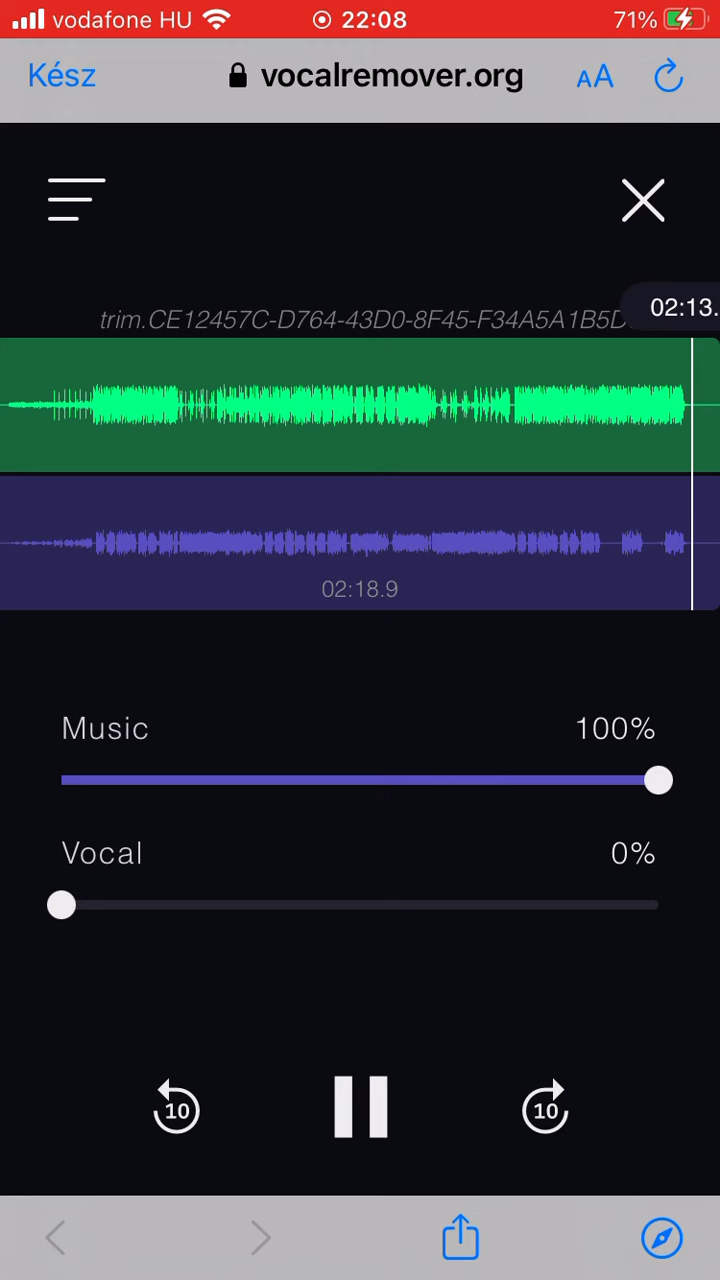 vodafone HU 22:08 71%
Kész vocalremover.org AA
02:13.
trim.CE12457C-D764-43D0-8F45-F34A5A1B5D
02:18.9
Music 100%
Vocal 0%
10 10